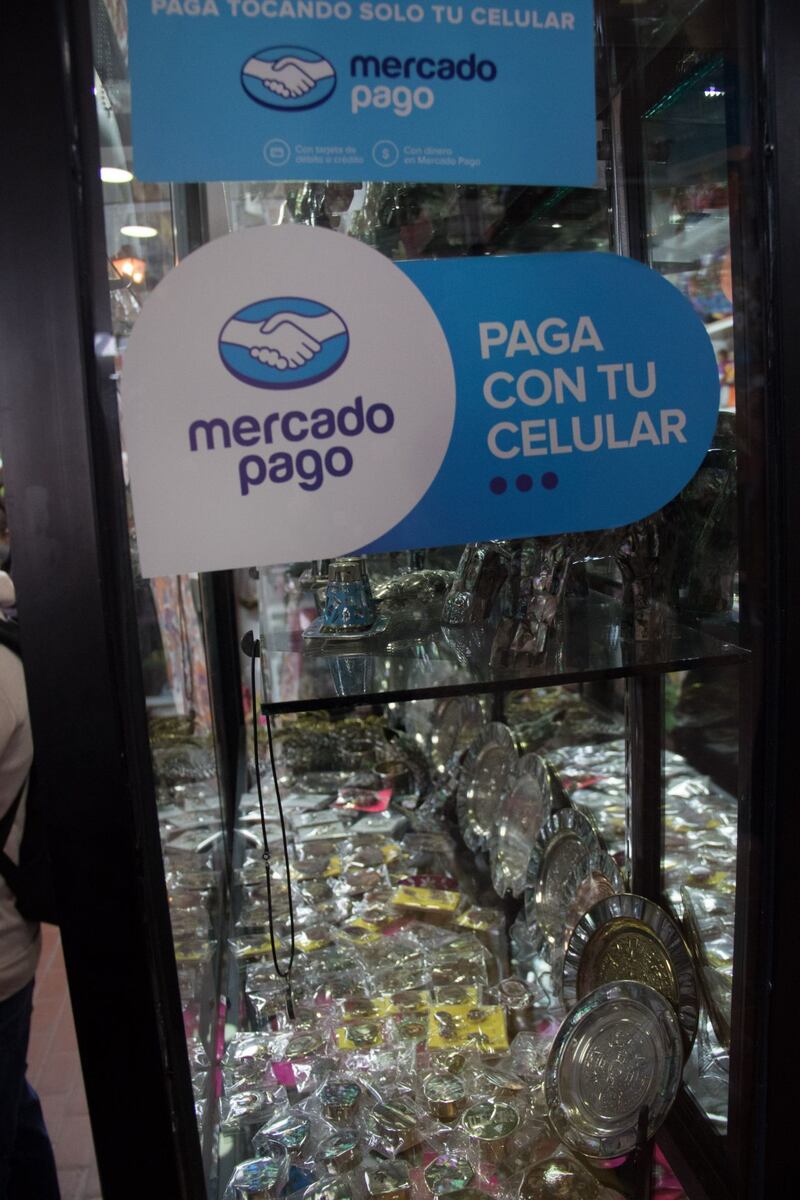 PAGA TOCANDO SOLO TU CELULAR
mercado
pago
Con tarjeta de
débito o crédito
Con dinero
en Mercado Pago
mercado
pago
PAGA
CON TU
CELULAR